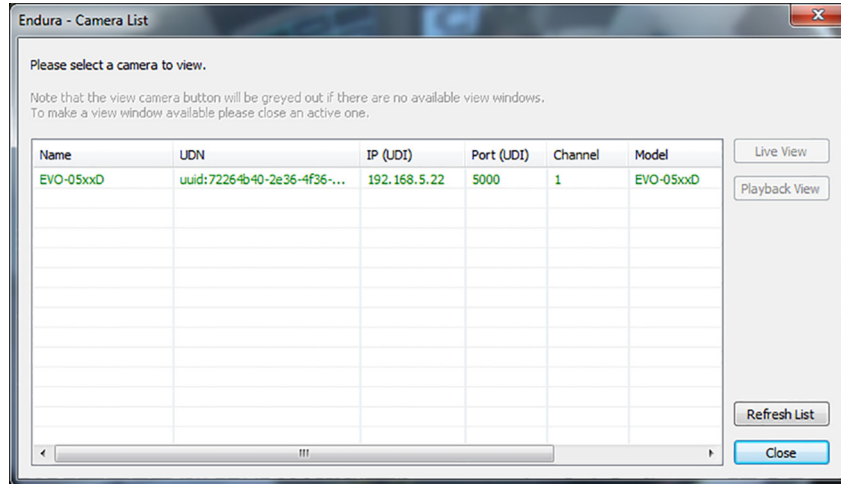 Endura - Camera List
Please select a camera to view.
Note that the view camera button will be greyed out if there are no available view windows.
To make a view window available please close an active one.
Name UDN IP (UDI) Port (UDI) Channel Model
EVO-05xxD uuid:72264b40-2e36-4f36-... 192.168.5.22 5000 1 EVO-05xxD
Live View
Playback View
Refresh List
Close